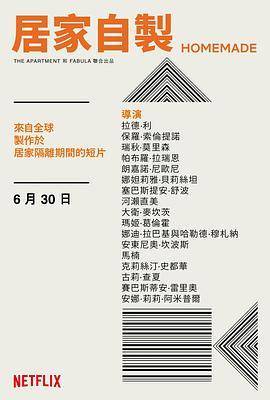 居家自製 HOMEMADE
THE APARTMENT 和 FABULA 聯合出品
來自全球
製作於
居家隔離期間的短片
6 月 30 日
導演
拉德·利
保羅·索倫提諾
瑞秋·莫里森
帕布羅·拉瑞恩
朗嘉諾·尼歐尼
娜妲莉雅·貝莉絲坦
塞巴斯提安·舒波
河瀨直美
大衛·麥坎茨
瑪姬·葛倫霍
娜迪·拉巴基與哈勒德·穆札納
安東尼奧·坎波斯
馬楠
克莉絲汀·史都華
古莉·查夏
賽巴斯蒂安·雷里奧
安娜·莉莉·阿米普爾
NETFLIX